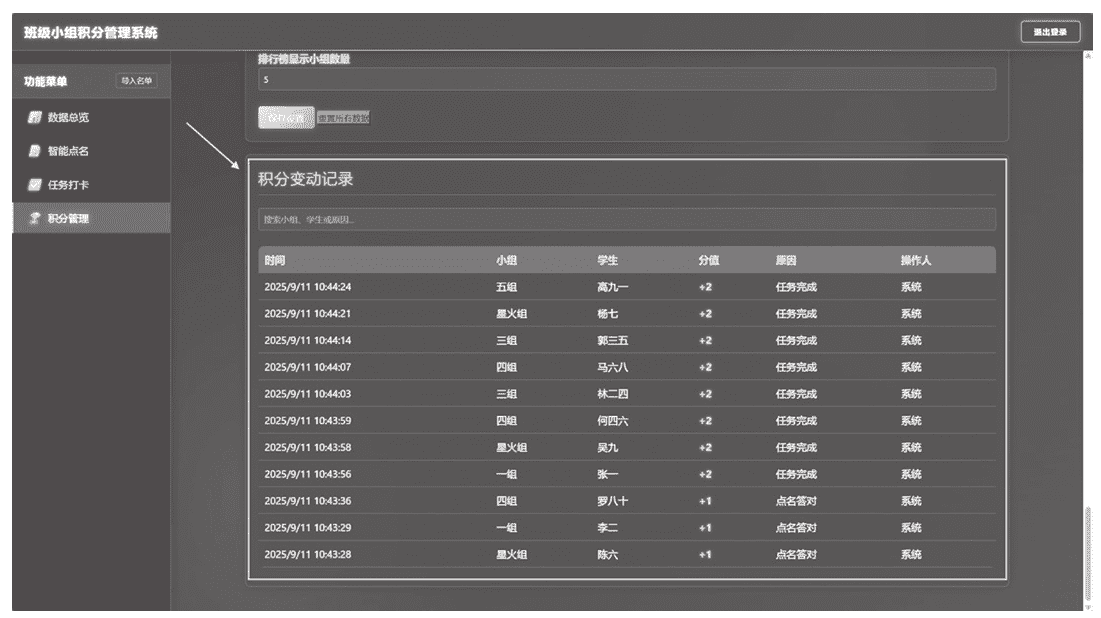 班级小组积分管理系统
退出登录
功能菜单 导入名单
数据总览
智能点名
任务打卡
积分管理
排行榜显示小组数量
5
保存设置 重置所有数据
积分变动记录
搜索小组、学生或原因...
时间 小组 学生 分值 原因 操作人
2025/9/11 10:44:24 五组 高九一 +2 任务完成 系统
2025/9/11 10:44:21 星火组 杨七 +2 任务完成 系统
2025/9/11 10:44:14 三组 郭三五 +2 任务完成 系统
2025/9/11 10:44:07 四组 马六八 +2 任务完成 系统
2025/9/11 10:44:03 三组 林二四 +2 任务完成 系统
2025/9/11 10:43:59 四组 何四六 +2 任务完成 系统
2025/9/11 10:43:58 星火组 吴九 +2 任务完成 系统
2025/9/11 10:43:56 一组 张一 +2 任务完成 系统
2025/9/11 10:43:36 四组 罗八十 +1 点名答对 系统
2025/9/11 10:43:29 一组 李二 +1 点名答对 系统
2025/9/11 10:43:28 星火组 陈六 +1 点名答对 系统